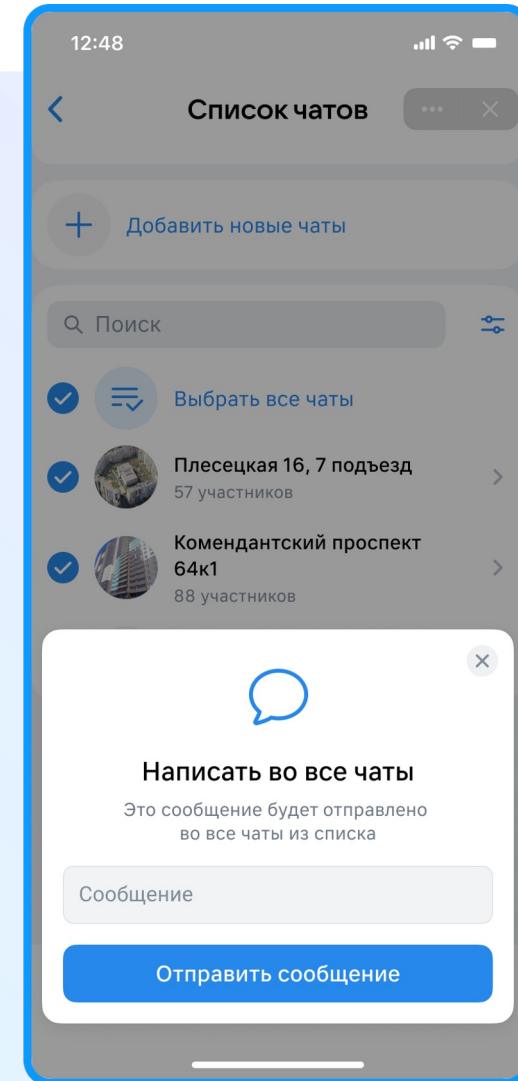 12:48
Список чатов
Добавить новые чаты
Поиск
Выбрать все чаты
Плесецкая 16, 7 подъезд
57 участников
Комендантский проспект
64к1
88 участников
Написать во все чаты
Это сообщение будет отправлено
во все чаты из списка
Сообщение
Отправить сообщение